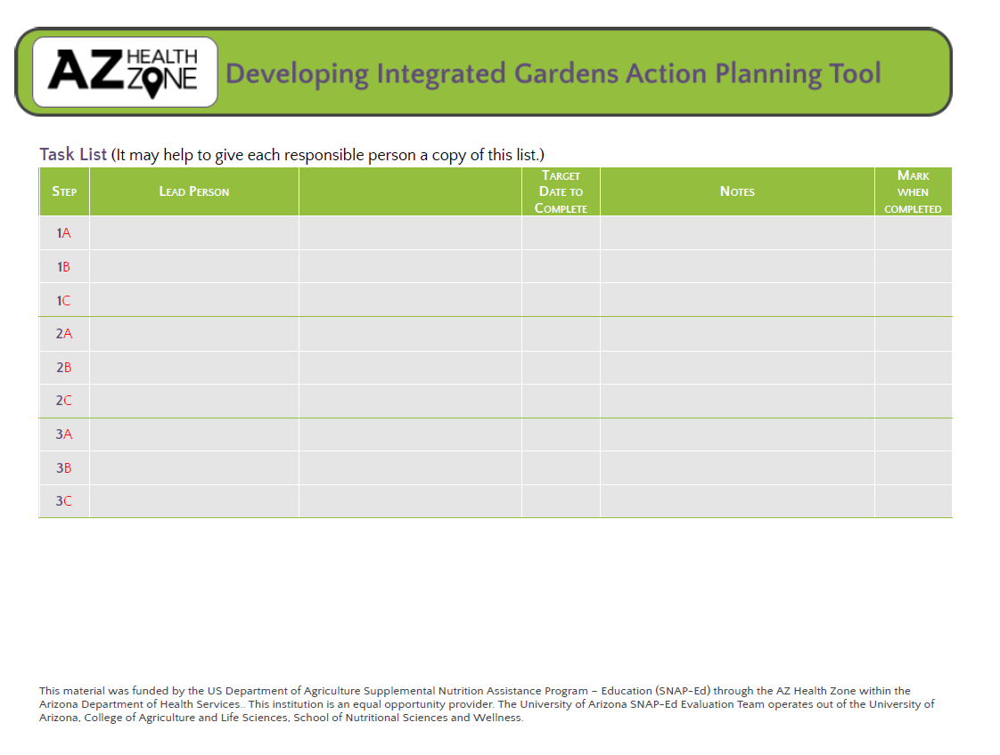 AZ HEALTH ZONE
Developing Integrated Gardens Action Planning Tool
Task List (It may help to give each responsible person a copy of this list.)
STEP LEAD PERSON TARGET DATE TO COMPLETE NOTES MARK WHEN COMPLETED
1A
1B
1C
2A
2B
2C
3A
3B
3C
This material was funded by the US Department of Agriculture Supplemental Nutrition Assistance Program – Education (SNAP-Ed) through the AZ Health Zone within the
Arizona Department of Health Services.. This institution is an equal opportunity provider. The University of Arizona SNAP-Ed Evaluation Team operates out of the University of
Arizona, College of Agriculture and Life Sciences, School of Nutritional Sciences and Wellness.